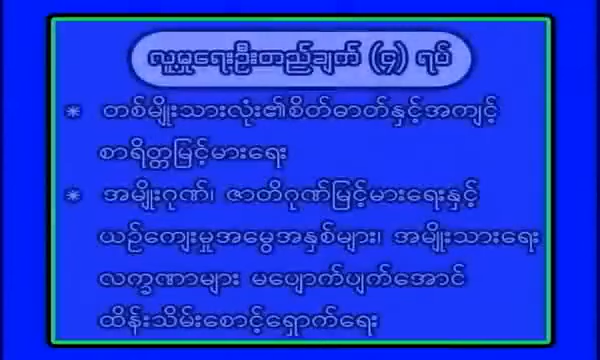 လူမှုရေးဦးတည်ချက် (၄) ရပ်
* တစ်မျိုးသားလုံး၏စိတ်ဓာတ်နှင့်အကျင့်
စာရိတ္တမြင့်မားရေး
* အမျိုးဂုဏ်၊ ဇာတိဂုဏ်မြင့်မားရေးနှင့်
ယဉ်ကျေးမှုအမွေအနှစ်များ၊ အမျိုးသားရေး
လက္ခဏာများ မပျောက်ပျက်အောင်
ထိန်းသိမ်းစောင့်ရှောက်ရေး